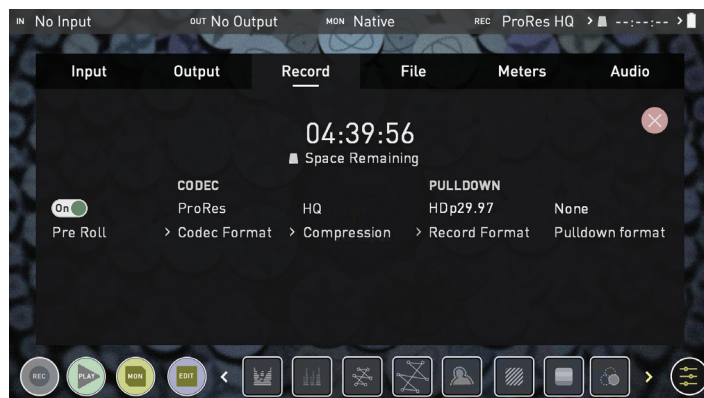 IN No Input OUT No Output MON Native REC ProRes HQ > --:--:-- >
Input Output Record File Meters Audio
04:39:56
Space Remaining
CODEC PULLDOWN
On ProRes HQ HDp29.97 None
Pre Roll > Codec Format > Compression > Record Format Pulldown format
REC PLAY MON EDIT < >